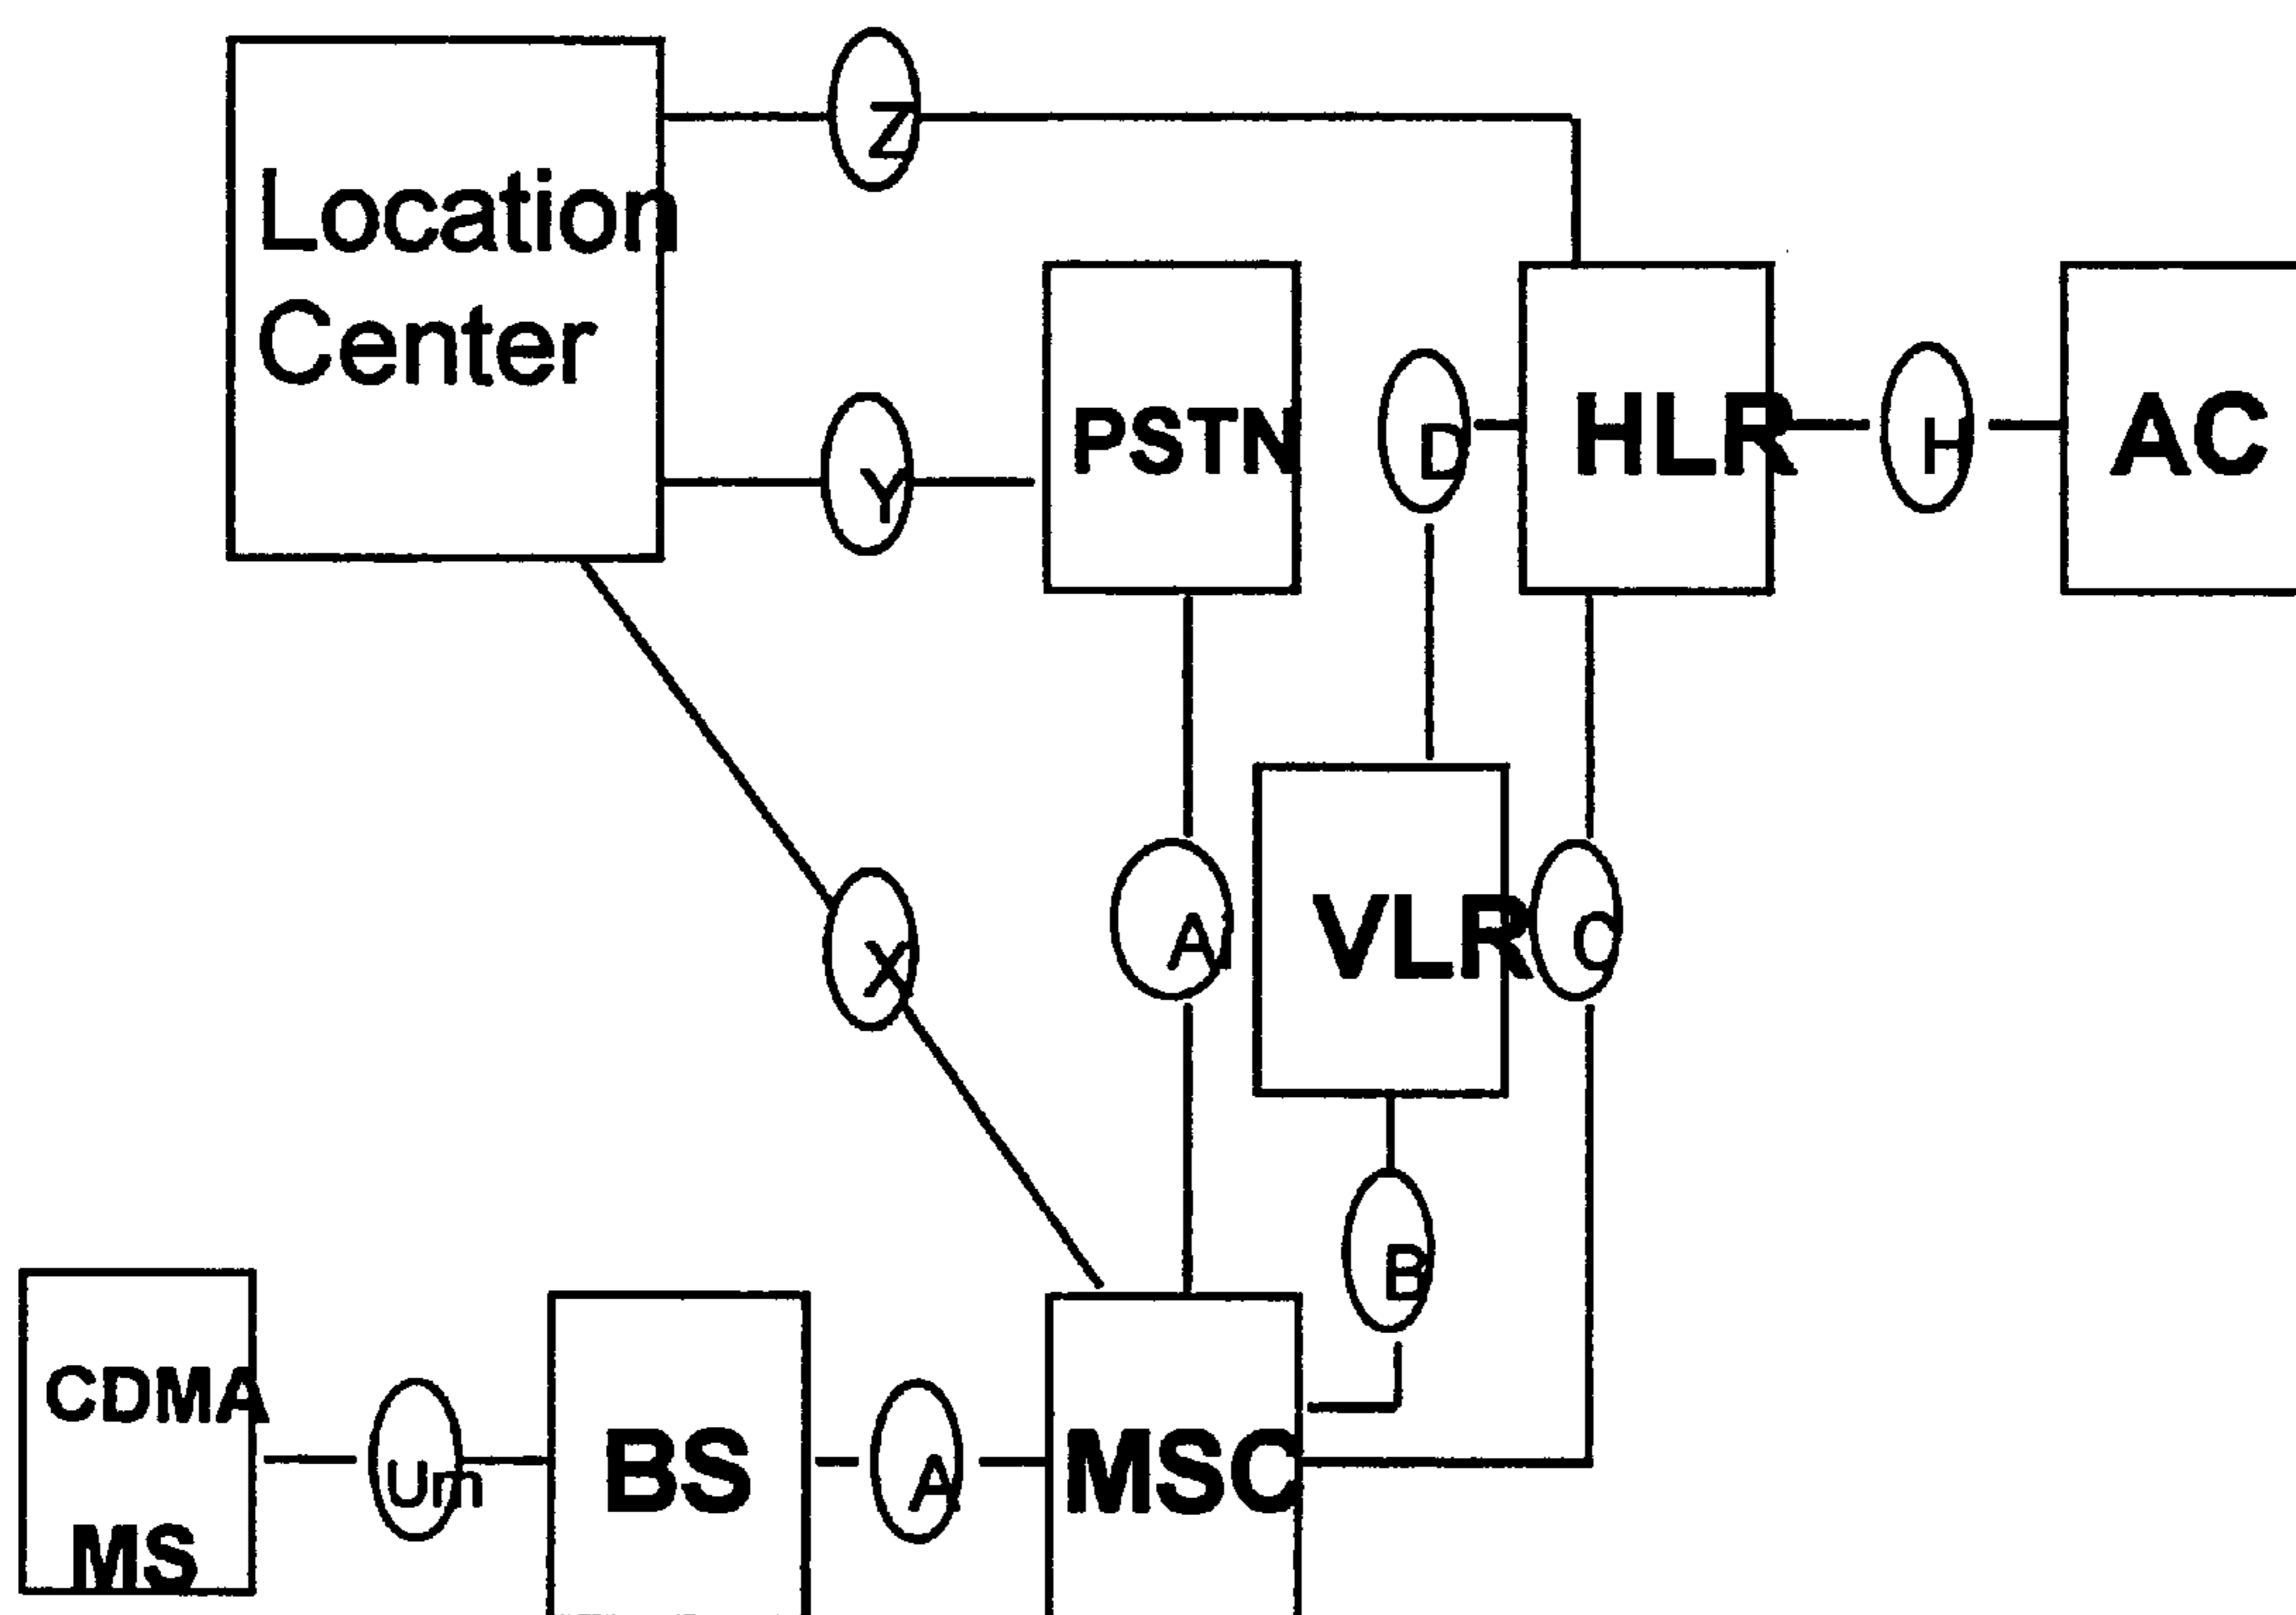 Z
Location
Center
PSTN
D
HLR
H
AC
Y
X
Ai
VLR
C
B
CDMA
MS
Um
BS
A
MSC